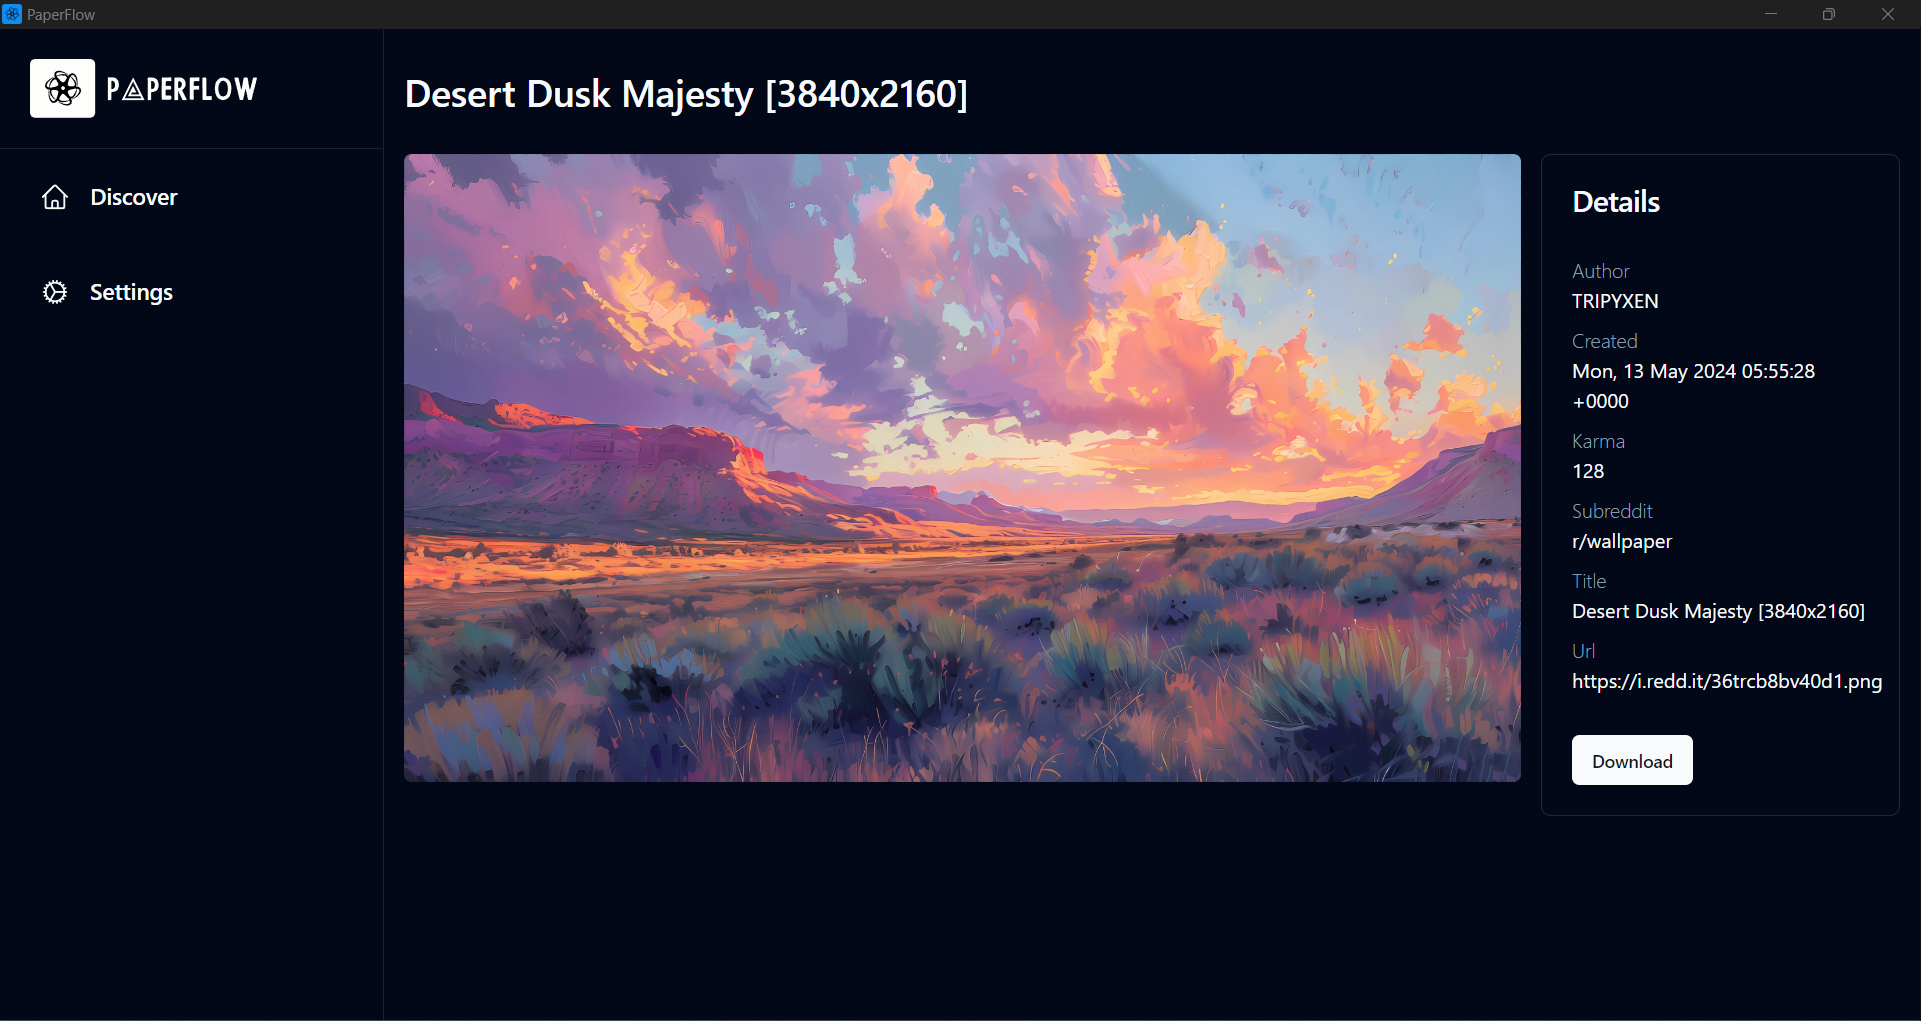 PaperFlow
PAPERFLOW
Discover
Settings
Desert Dusk Majesty [3840x2160]
Details
Author
TRIPYXEN
Created
Mon, 13 May 2024 05:55:28
+0000
Karma
128
Subreddit
r/wallpaper
Title
Desert Dusk Majesty [3840x2160]
Url
https://i.redd.it/36trcb8bv40d1.png
Download